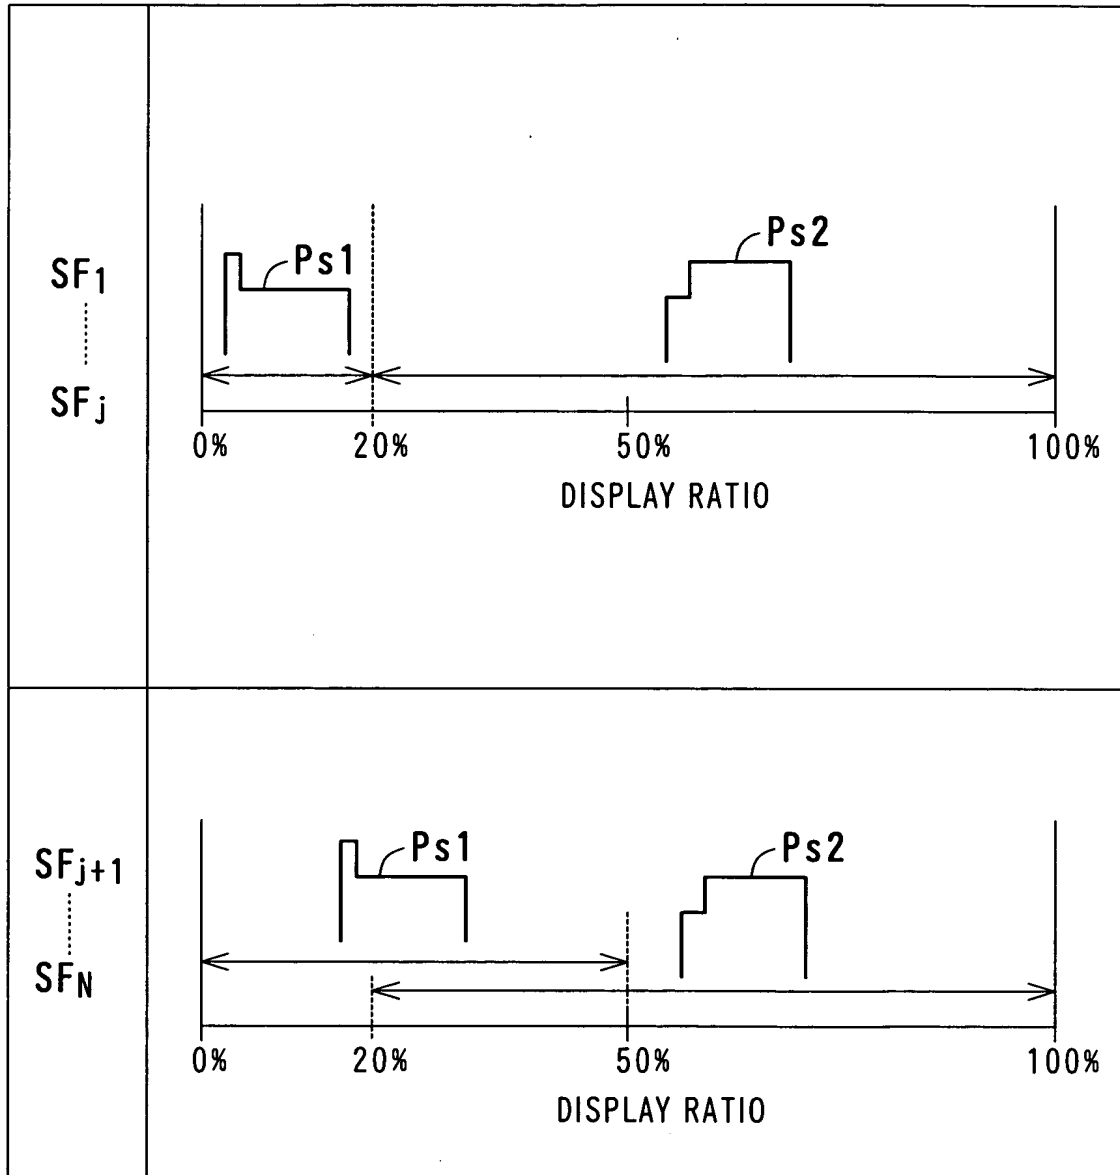 SF1
SFj
Ps1
Ps2
0% 20% 50% 100%
DISPLAY RATIO
SFj+1
SFN
Ps1
Ps2
0% 20% 50% 100%
DISPLAY RATIO